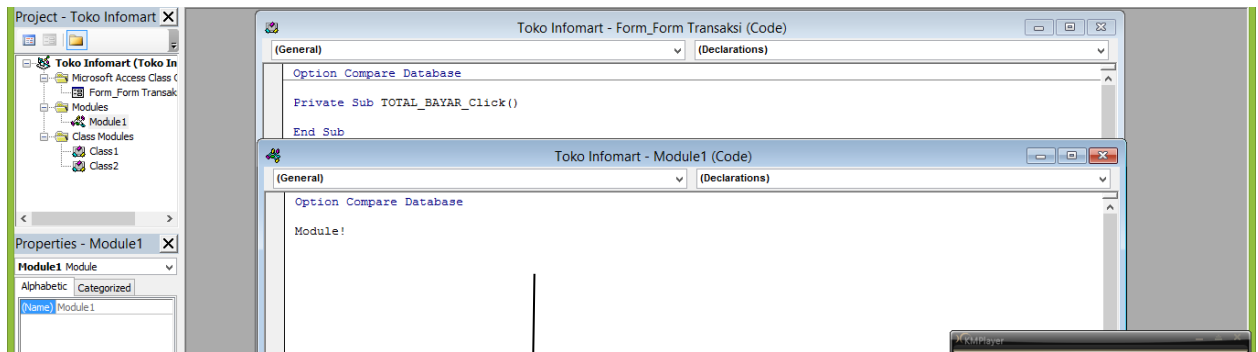 Project - Toko Infomart
Toko Infomart (Toko In
Microsoft Access Class O
Form_Form Transak
Modules
Module1
Class Modules
Class1
Class2
Properties - Module1
Module1 Module
Alphabetic Categorized
(Name) Module1
Toko Infomart - Form_Form Transaksi (Code)
(General) (Declarations)
Option Compare Database
Private Sub TOTAL_BAYAR_Click()
End Sub
Toko Infomart - Module1 (Code)
(General) (Declarations)
Option Compare Database
Module!
KMPlayer